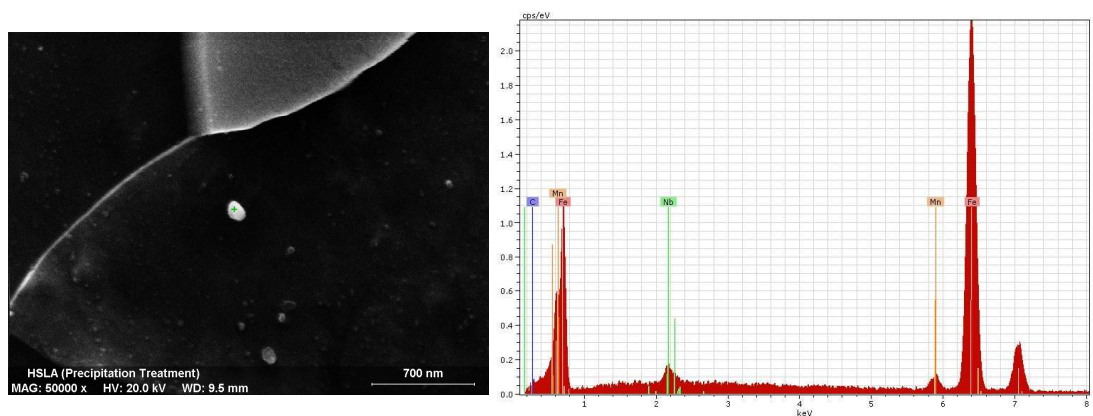 HSLA (Precipitation Treatment)
MAG: 50000 x HV: 20.0 kV WD: 9.5 mm
700 nm
cps/eV
2.0
1.8
1.6
1.4
1.2
1.0
0.8
0.6
0.4
0.2
0.0
C
Mn
Fe
Nb
Mn
Fe
1 2 3 4 5 6 7 8
keV